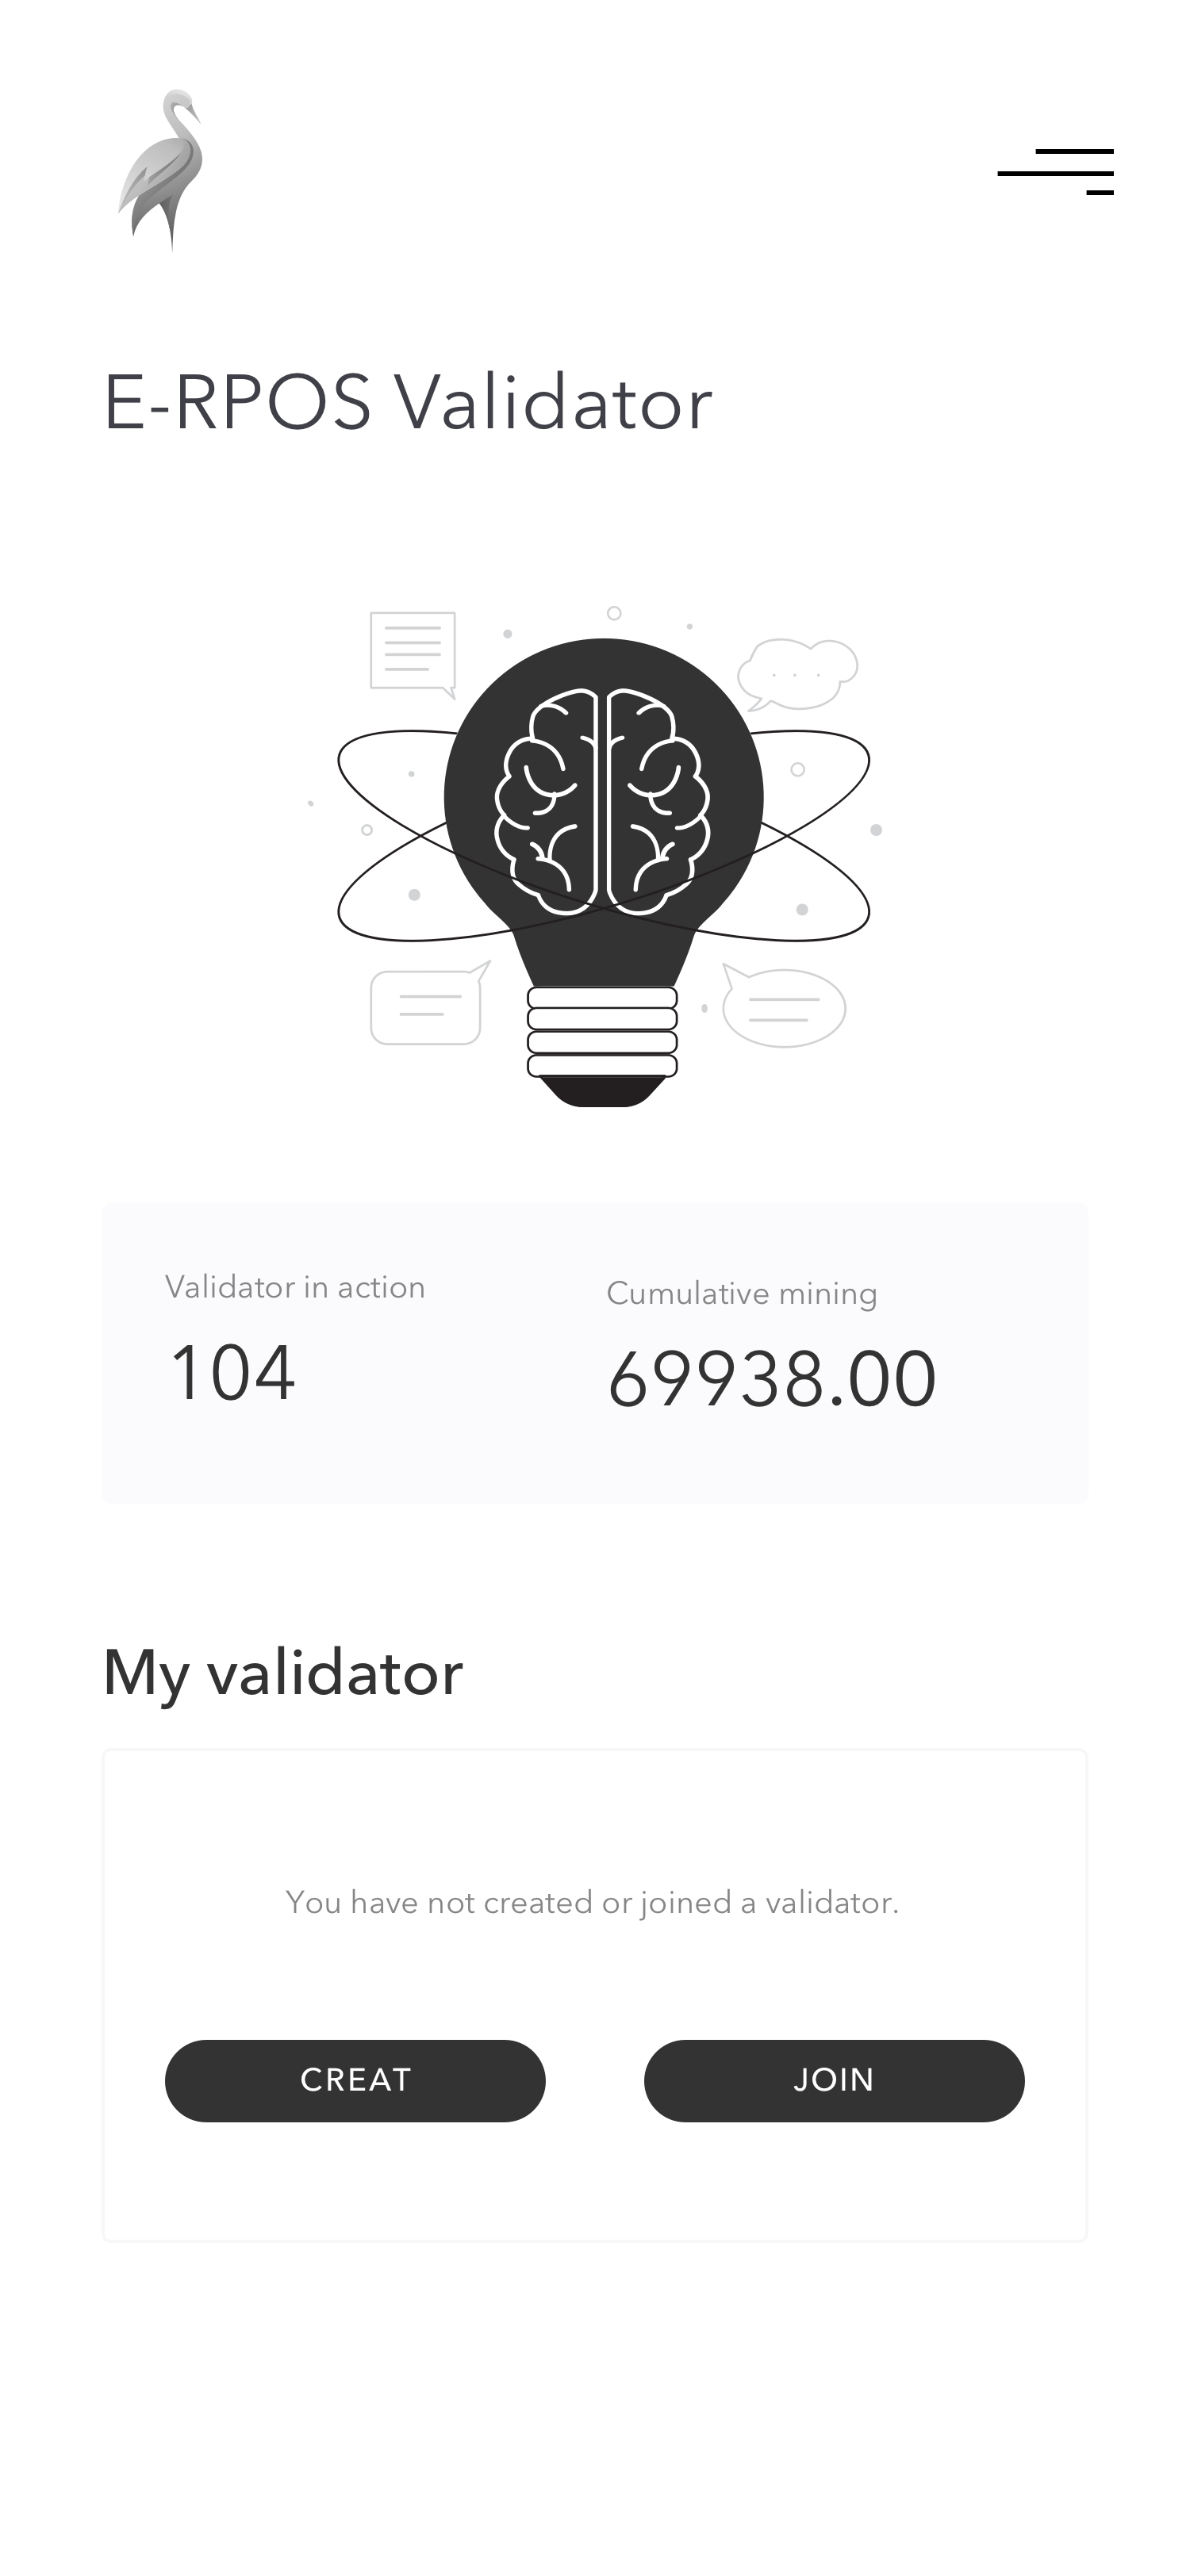 E-RPOS Validator
Validator in action
Cumulative mining
104
69938.00
My validator
You have not created or joined a validator.
CREAT
JOIN